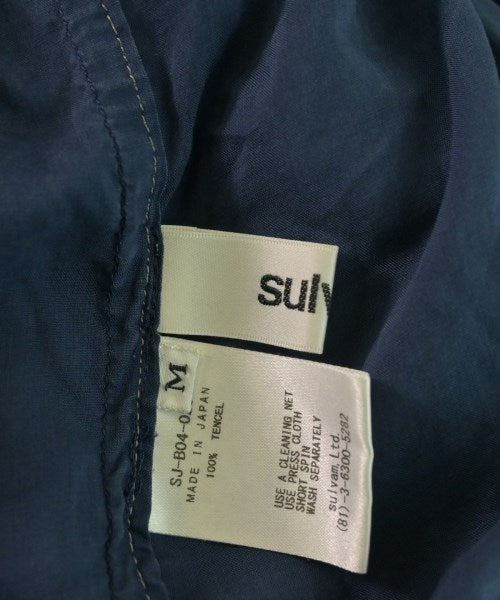 sul
M
SJ-B04-0
MADE IN JAPAN
100% TENCEL
USE A CLEANING NET
USE PRESS CLOTH
SHORT SPIN
WASH SEPARATELY
sulvam,Ltd.
(81)-3-6300-5282